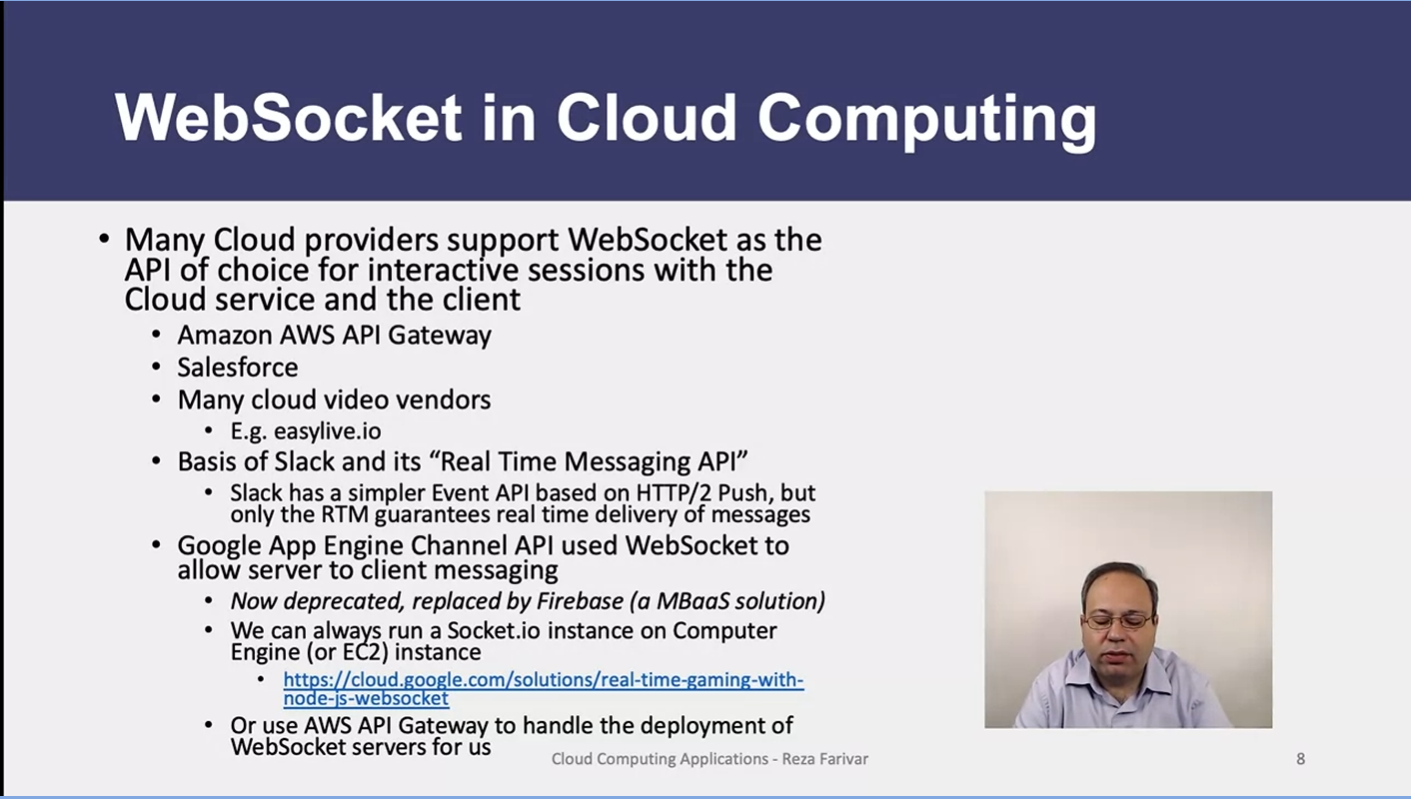 WebSocket in Cloud Computing
• Many Cloud providers support WebSocket as the
API of choice for interactive sessions with the
Cloud service and the client
• Amazon AWS API Gateway
• Salesforce
• Many cloud video vendors
• E.g. easylive.io
• Basis of Slack and its “Real Time Messaging API”
• Slack has a simpler Event API based on HTTP/2 Push, but
only the RTM guarantees real time delivery of messages
• Google App Engine Channel API used WebSocket to
allow server to client messaging
• Now deprecated, replaced by Firebase (a MBaaS solution)
• We can always run a Socket.io instance on Computer
Engine (or EC2) instance
• https://cloud.google.com/solutions/real-time-gaming-with-
node-js-websocket
• Or use AWS API Gateway to handle the deployment of
WebSocket servers for us
Cloud Computing Applications - Reza Farivar
8